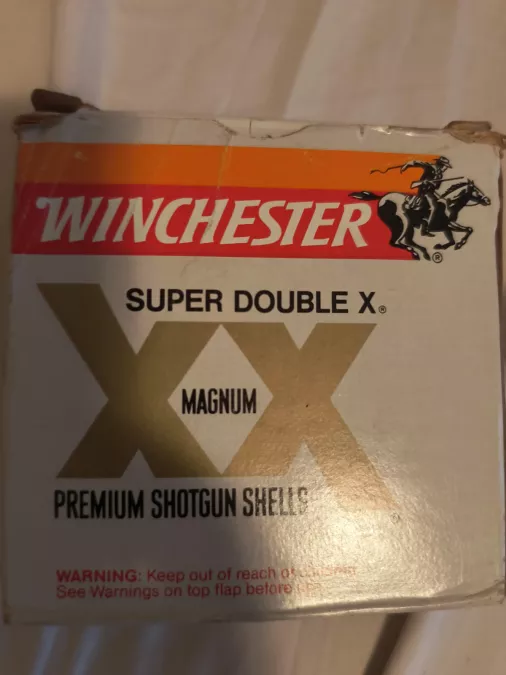 WINCHESTER
®
SUPER DOUBLE X®
XX
MAGNUM
PREMIUM SHOTGUN SHELLS
WARNING: Keep out of reach of
See Warnings on top flap before